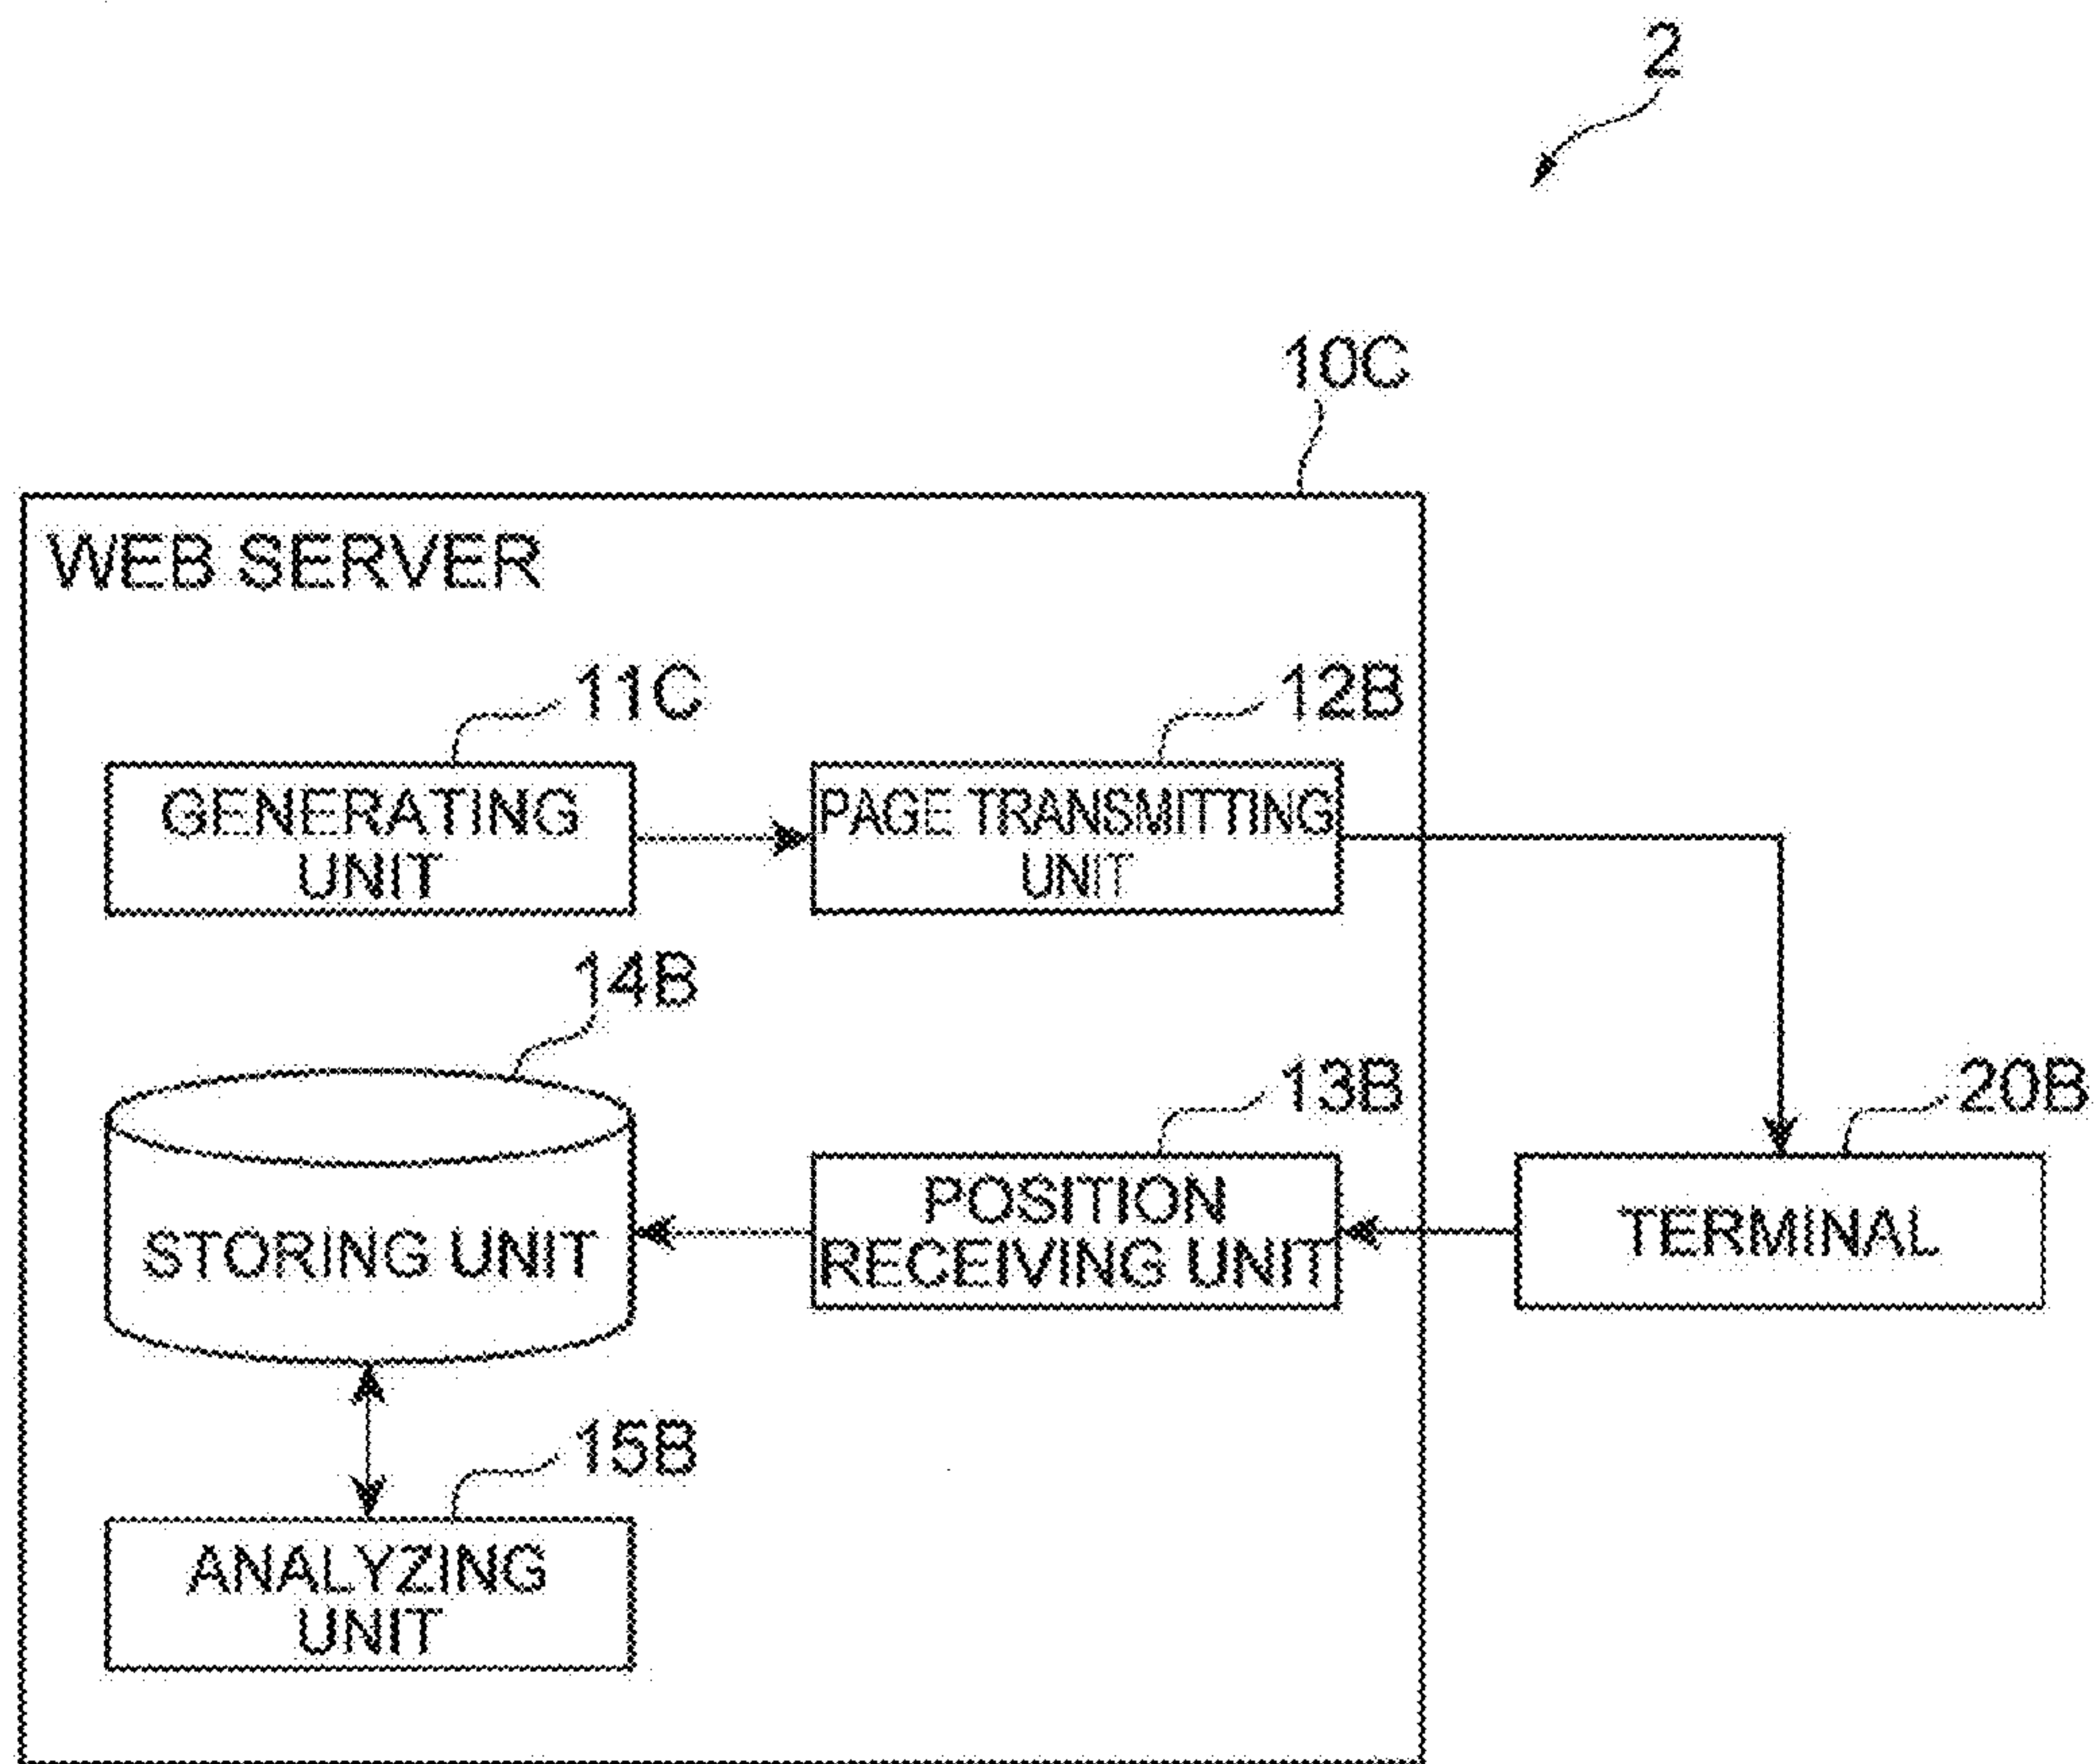 2
10C
WEB SERVER
11C
12B
GENERATING
UNIT
PAGE TRANSMITTING
UNIT
14B
13B
20B
STORING UNIT
POSITION
RECEIVING UNIT
TERMINAL
15B
ANALYZING
UNIT